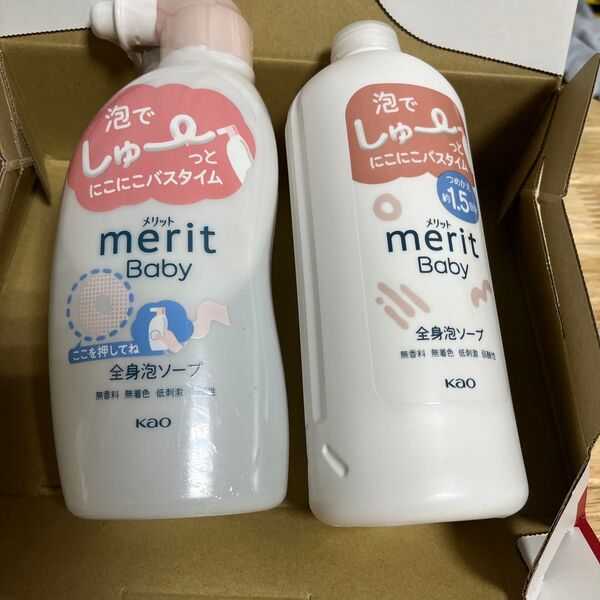 泡で
しゅーっと
にこにこバスタイム
メリット
merit
Baby
ここを押してね
全身泡ソープ
無香料 無着色 低刺激
Kao
泡で
しゅーっと
にこにこバスタイム
つめかえ
約1.5回
メリット
merit
Baby
全身泡ソープ
無香料 無着色 低刺激 弱酸性
Kao